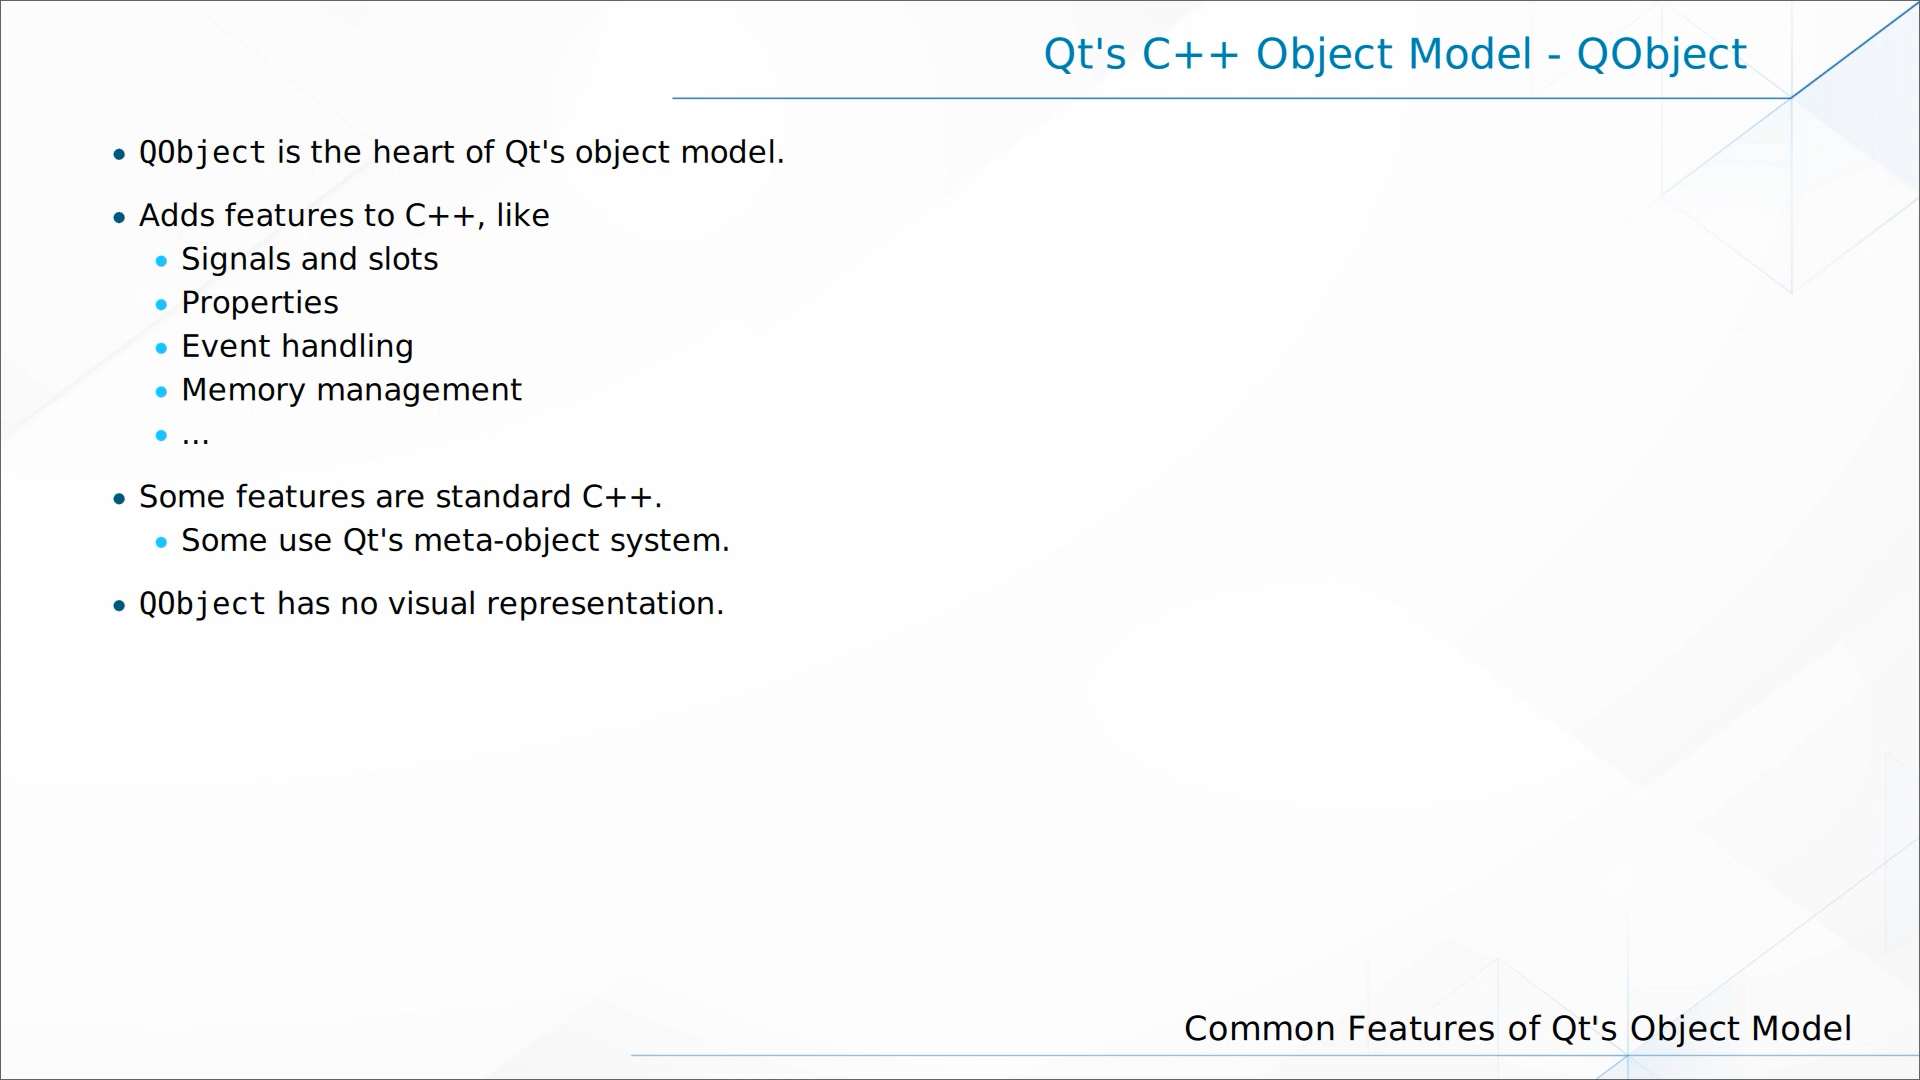 Qt's C++ Object Model - QObject
• QObject is the heart of Qt's object model.
• Adds features to C++, like
• Signals and slots
• Properties
• Event handling
• Memory management
• ...
• Some features are standard C++.
• Some use Qt's meta-object system.
• QObject has no visual representation.
Common Features of Qt's Object Model